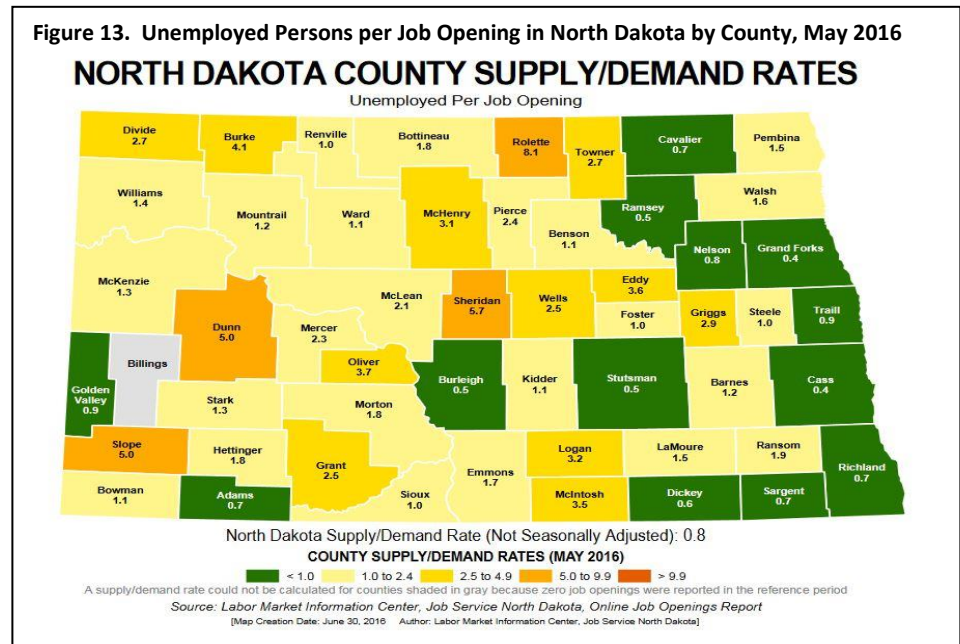 Figure 13. Unemployed Persons per Job Opening in North Dakota by County, May 2016
NORTH DAKOTA COUNTY SUPPLY/DEMAND RATES
Unemployed Per Job Opening
Divide
2.7
Burke
4.1
Renville
1.0
Bottineau
1.8
Rolette
8.1
Towner
2.7
Cavalier
0.7
Pembina
1.5
Williams
1.4
Mountrail
1.2
Ward
1.1
McHenry
3.1
Pierce
2.4
Benson
1.1
Ramsey
0.5
Walsh
1.6
Nelson
0.8
Grand Forks
0.4
McKenzie
1.3
Dunn
5.0
McLean
2.1
Mercer
2.3
Sheridan
5.7
Wells
2.5
Eddy
3.6
Foster
1.0
Griggs
2.9
Steele
1.0
Traill
0.9
Golden
Valley
0.9
Billings
Stark
1.3
Oliver
3.7
Morton
1.8
Burleigh
0.5
Kidder
1.1
Stutsman
0.5
Barnes
1.2
Cass
0.4
Slope
5.0
Hettinger
1.8
Grant
2.5
Bowman
1.1
Adams
0.7
Sioux
1.0
Emmons
1.7
Logan
3.2
McIntosh
3.5
LaMoure
1.5
Dickey
0.6
Ransom
1.9
Sargent
0.7
Richland
0.7
North Dakota Supply/Demand Rate (Not Seasonally Adjusted): 0.8
COUNTY SUPPLY/DEMAND RATES (MAY 2016)
< 1.0 1.0 to 2.4 2.5 to 4.9 5.0 to 9.9 > 9.9
A supply/demand rate could not be calculated for counties shaded in gray because zero job openings were reported in the reference period
Source: Labor Market Information Center, Job Service North Dakota, Online Job Openings Report
[Map Creation Date: June 30, 2016 Author: Labor Market Information Center, Job Service North Dakota]